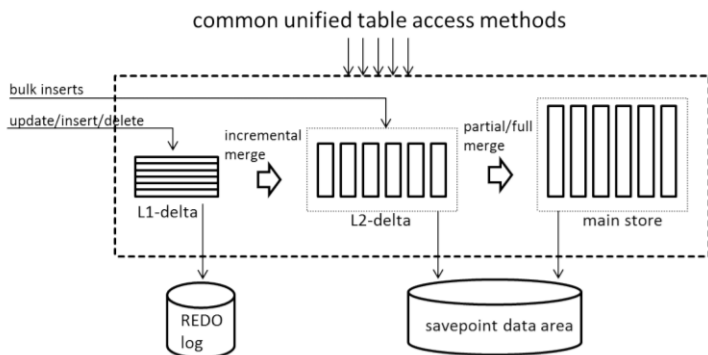 common unified table access methods
bulk inserts
update/insert/delete
incremental
merge
partial/full
merge
L1-delta
L2-delta
main store
REDO
log
savepoint data area